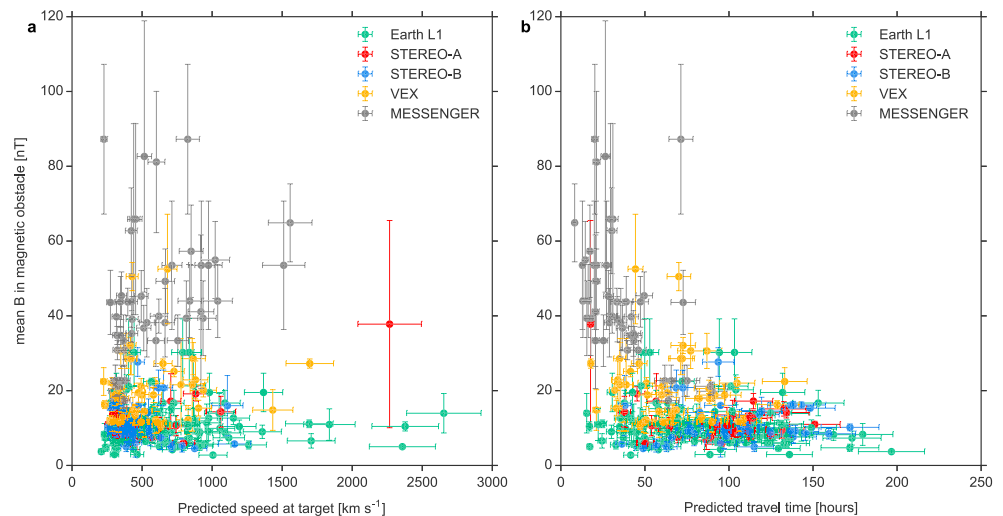 a
b
Earth L1
STEREO-A
STEREO-B
VEX
MESSENGER
Earth L1
STEREO-A
STEREO-B
VEX
MESSENGER
mean B in magnetic obstacle [nT]
120
100
80
60
40
20
0
120
100
80
60
40
20
0
0 500 1000 1500 2000 2500 3000
0 50 100 150 200 250
Predicted speed at target [km s⁻¹]
Predicted travel time [hours]